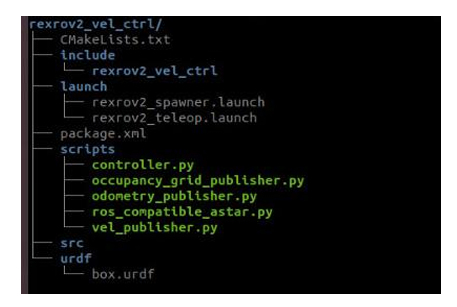 rexrov2_vel_ctrl/
├── CMakeLists.txt
├── include
│   └── rexrov2_vel_ctrl
├── launch
│   ├── rexrov2_spawner.launch
│   └── rexrov2_teleop.launch
├── package.xml
├── scripts
│   ├── controller.py
│   ├── occupancy_grid_publisher.py
│   ├── odometry_publisher.py
│   ├── ros_compatible_astar.py
│   └── vel_publisher.py
├── src
└── urdf
    └── box.urdf